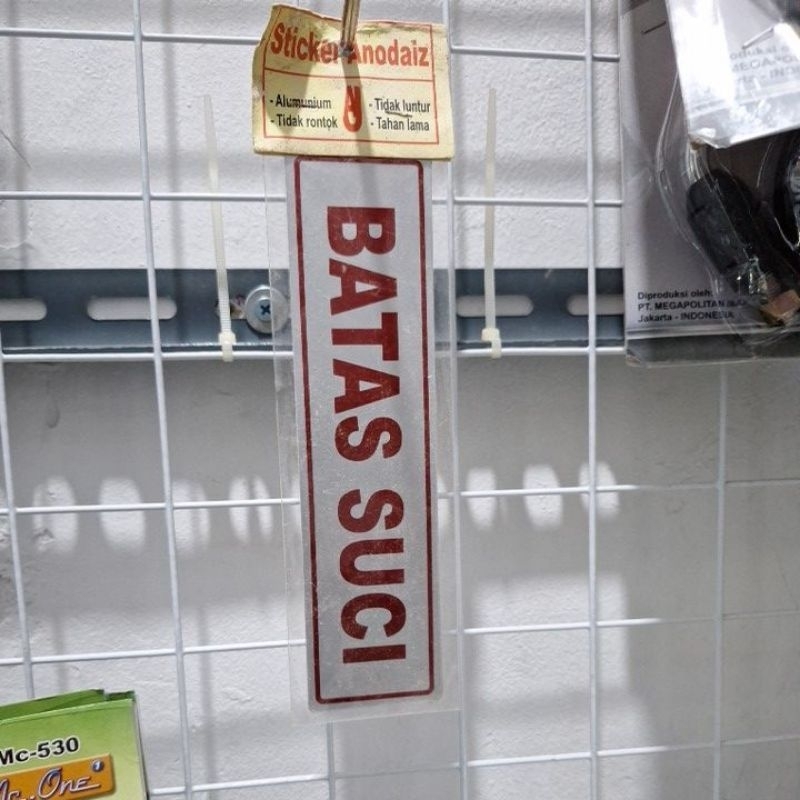 Sticker Anodaiz
- Alumunium
- Tidak rontok
- Tidak luntur
- Tahan lama
BATAS SUCI
Diproduksi oleh:
PT. MEGAPOLITAN
Jakarta - INDONESIA
Mc-530
One